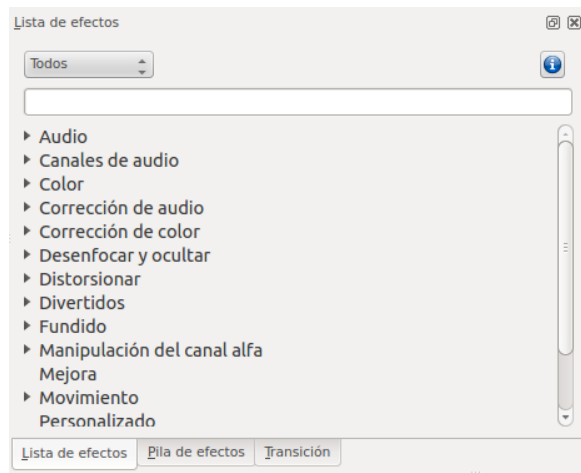 Lista de efectos
Todos
Audio
Canales de audio
Color
Corrección de audio
Corrección de color
Desenfocar y ocultar
Distorsionar
Divertidos
Fundido
Manipulación del canal alfa
Mejora
Movimiento
Personalizado
Lista de efectos Pila de efectos Transición